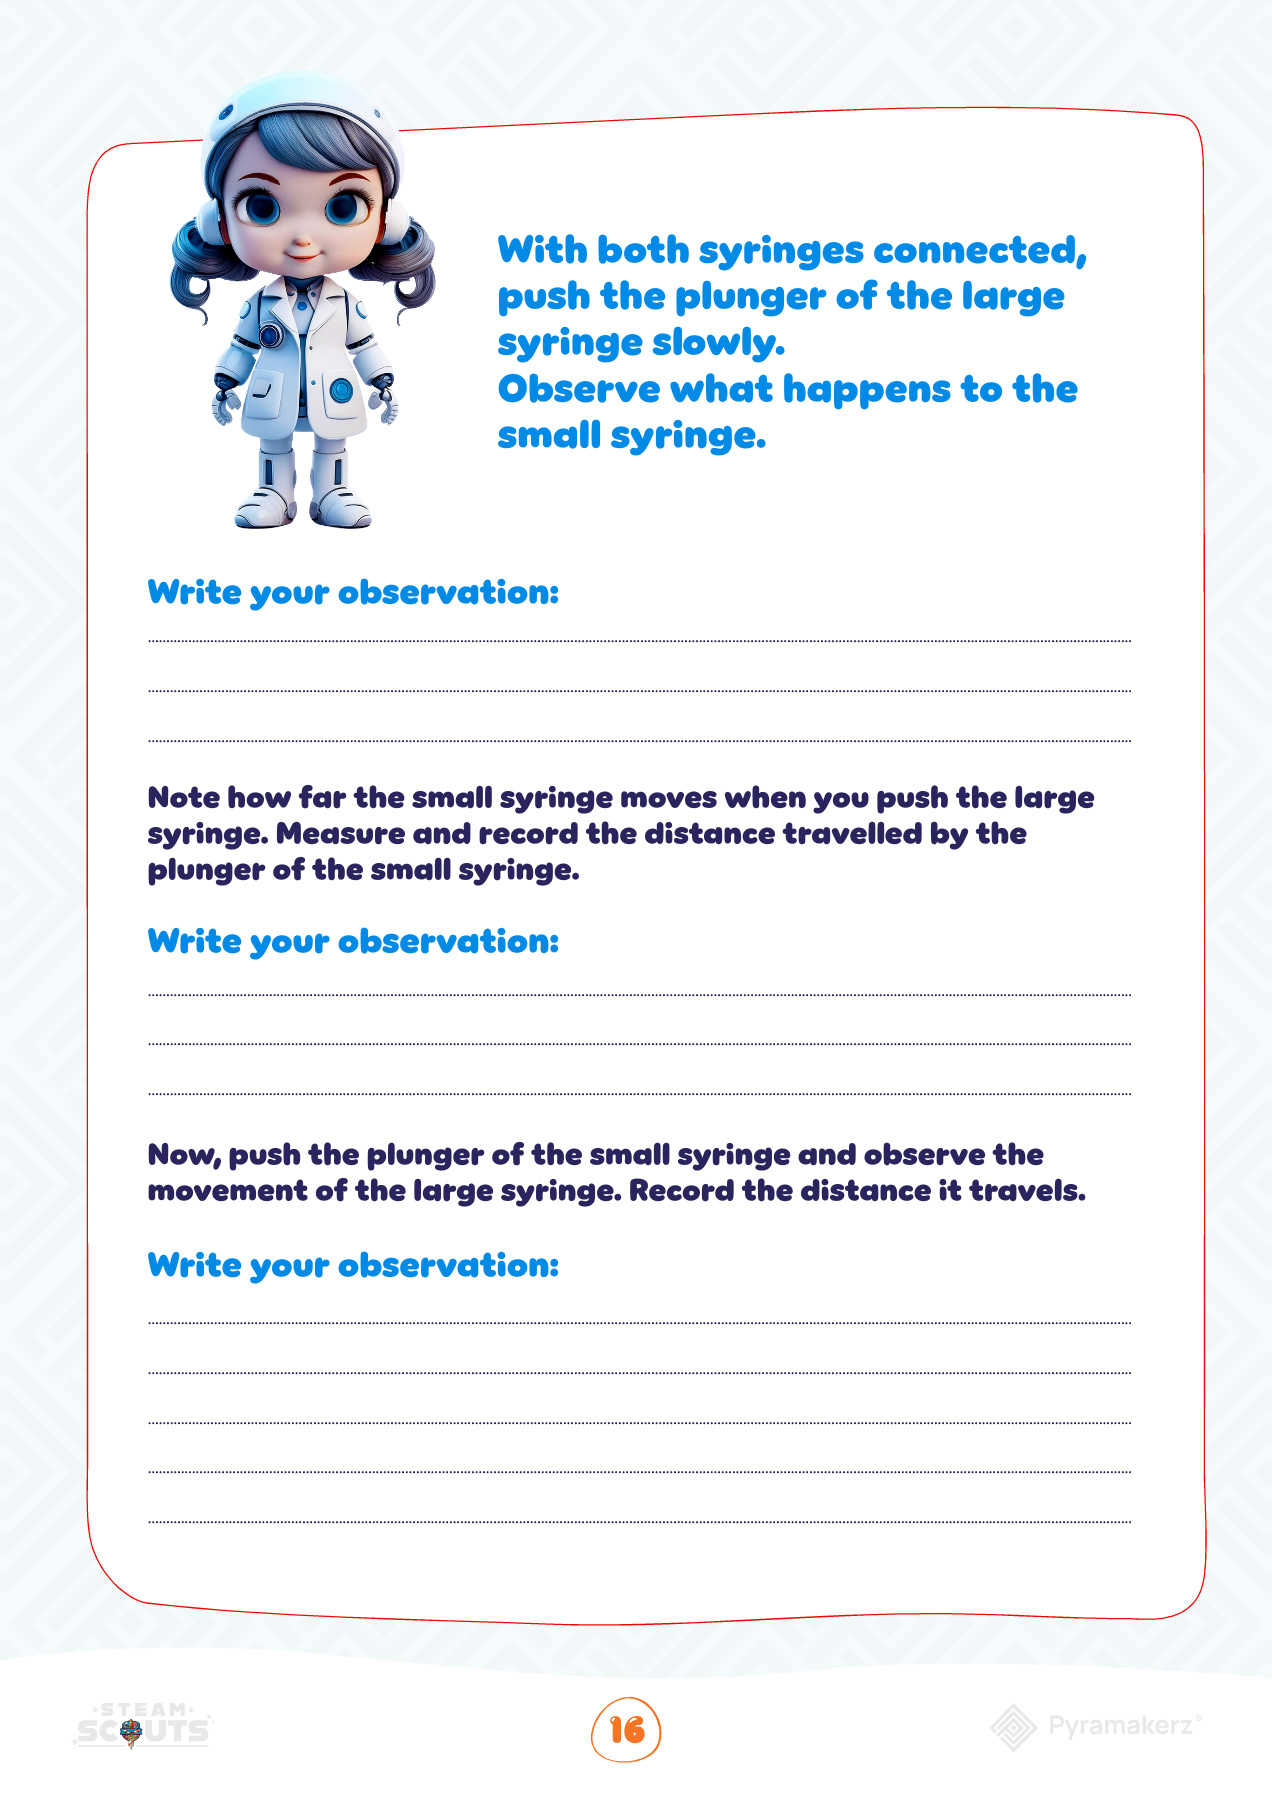 With both syringes connected,
push the plunger of the large
syringe slowly.
Observe what happens to the
small syringe.
Write your observation:
Note how far the small syringe moves when you push the large
syringe. Measure and record the distance travelled by the
plunger of the small syringe.
Write your observation:
Now, push the plunger of the small syringe and observe the
movement of the large syringe. Record the distance it travels.
Write your observation:
STEAM
SCOUTS
16
Pyramakerz